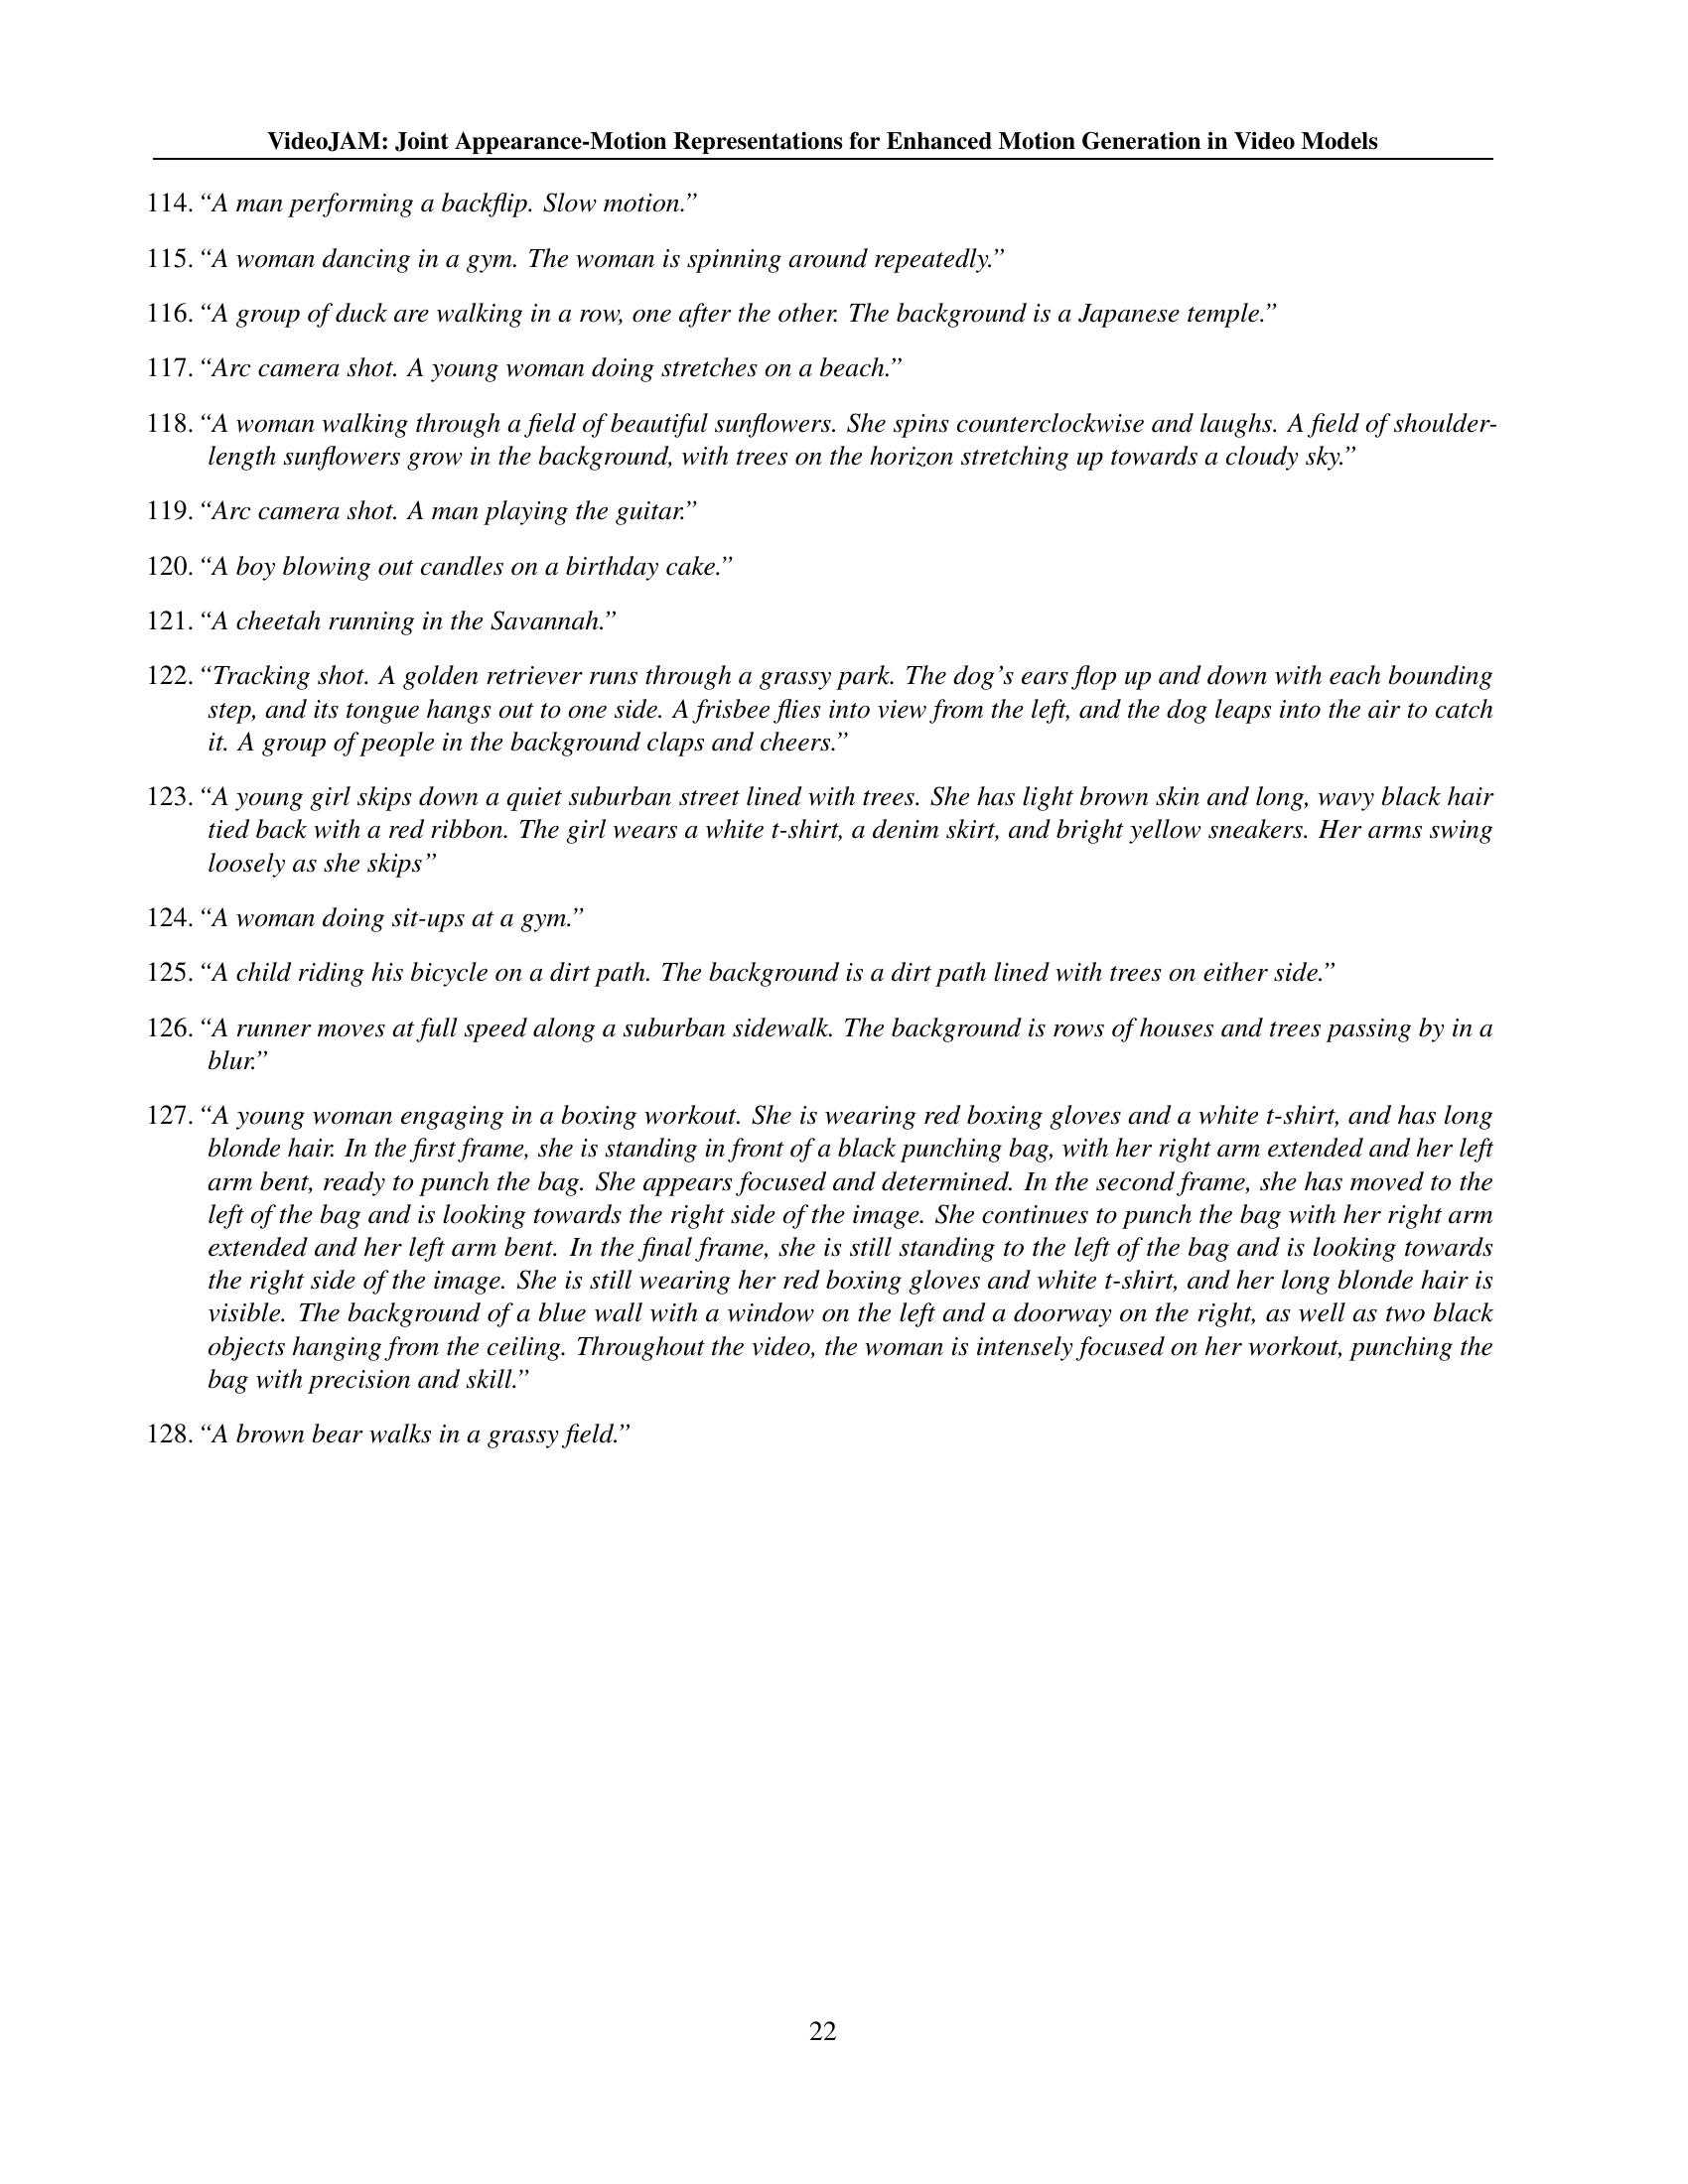 VideoJAM: Joint Appearance-Motion Representations for Enhanced Motion Generation in Video Models
114. “A man performing a backflip. Slow motion.”
115. “A woman dancing in a gym. The woman is spinning around repeatedly.”
116. “A group of duck are walking in a row, one after the other. The background is a Japanese temple.”
117. “Arc camera shot. A young woman doing stretches on a beach.”
118. “A woman walking through a field of beautiful sunflowers. She spins counterclockwise and laughs. A field of shoulder-
length sunflowers grow in the background, with trees on the horizon stretching up towards a cloudy sky.”
119. “Arc camera shot. A man playing the guitar.”
120. “A boy blowing out candles on a birthday cake.”
121. “A cheetah running in the Savannah.”
122. “Tracking shot. A golden retriever runs through a grassy park. The dog’s ears flop up and down with each bounding
step, and its tongue hangs out to one side. A frisbee flies into view from the left, and the dog leaps into the air to catch
it. A group of people in the background claps and cheers.”
123. “A young girl skips down a quiet suburban street lined with trees. She has light brown skin and long, wavy black hair
tied back with a red ribbon. The girl wears a white t-shirt, a denim skirt, and bright yellow sneakers. Her arms swing
loosely as she skips”
124. “A woman doing sit-ups at a gym.”
125. “A child riding his bicycle on a dirt path. The background is a dirt path lined with trees on either side.”
126. “A runner moves at full speed along a suburban sidewalk. The background is rows of houses and trees passing by in a
blur.”
127. “A young woman engaging in a boxing workout. She is wearing red boxing gloves and a white t-shirt, and has long
blonde hair. In the first frame, she is standing in front of a black punching bag, with her right arm extended and her left
arm bent, ready to punch the bag. She appears focused and determined. In the second frame, she has moved to the
left of the bag and is looking towards the right side of the image. She continues to punch the bag with her right arm
extended and her left arm bent. In the final frame, she is still standing to the left of the bag and is looking towards
the right side of the image. She is still wearing her red boxing gloves and white t-shirt, and her long blonde hair is
visible. The background of a blue wall with a window on the left and a doorway on the right, as well as two black
objects hanging from the ceiling. Throughout the video, the woman is intensely focused on her workout, punching the
bag with precision and skill.”
128. “A brown bear walks in a grassy field.”
22